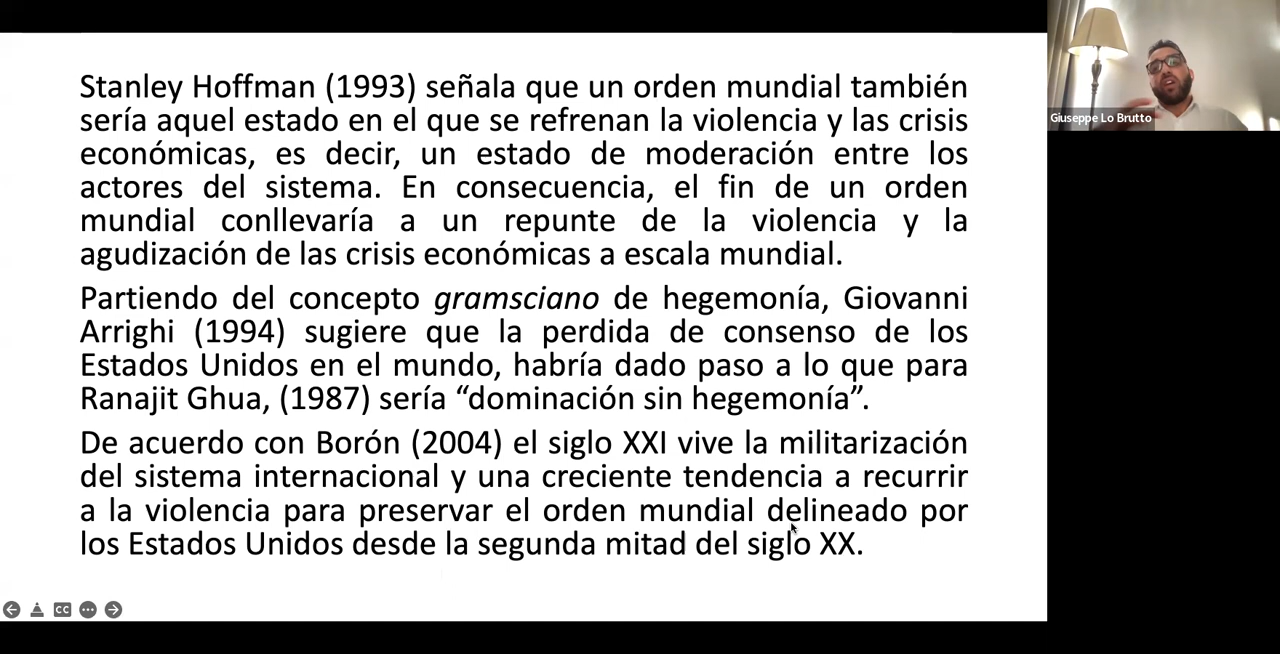 Stanley Hoffman (1993) señala que un orden mundial también
sería aquel estado en el que se refrenan la violencia y las crisis
económicas, es decir, un estado de moderación entre los
actores del sistema. En consecuencia, el fin de un orden
mundial conllevaría a un repunte de la violencia y la
agudización de las crisis económicas a escala mundial.
Partiendo del concepto gramsciano de hegemonía, Giovanni
Arrighi (1994) sugiere que la perdida de consenso de los
Estados Unidos en el mundo, habría dado paso a lo que para
Ranajit Ghua, (1987) sería “dominación sin hegemonía”.
De acuerdo con Borón (2004) el siglo XXI vive la militarización
del sistema internacional y una creciente tendencia a recurrir
a la violencia para preservar el orden mundial delineado por
los Estados Unidos desde la segunda mitad del siglo XX.
CC
Giuseppe Lo Brutto